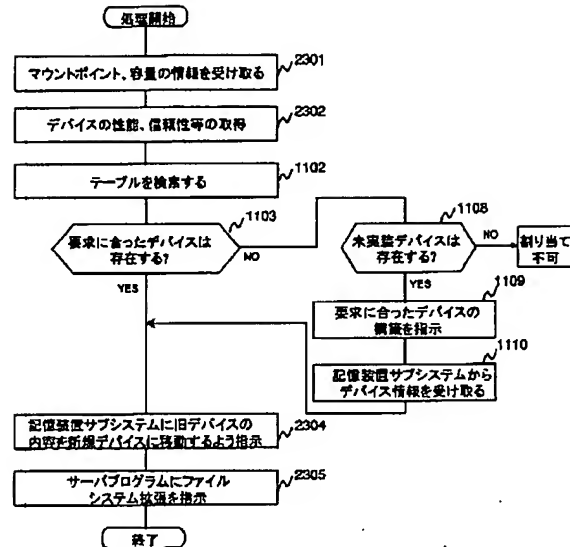 処理開始
マウントポイント、容量の情報を受け取る
2301
デバイスの性能、信頼性等の取得
2302
テーブルを検索する
1102
要求に合ったデバイスは
存在する?
1103
NO
YES
未実装デバイスは
存在する?
1108
NO
YES
割り当て
不可
要求に合ったデバイスの
構築を指示
1109
記憶装置サブシステムから
デバイス情報を受け取る
1110
記憶装置サブシステムに旧デバイスの
内容を新規デバイスに移動するよう指示
2304
サーバプログラムにファイル
システム拡張を指示
2305
終了